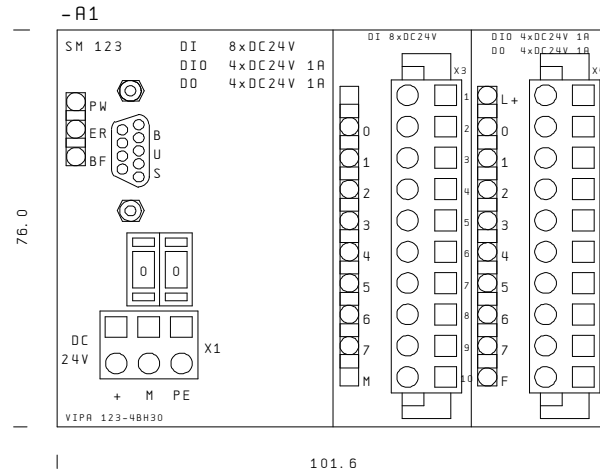 -A1
SM 123 DI 8xDC24V
DIO 4xDC24V 1A
DO 4xDC24V 1A
DI 8xDC24V
DIO 4xDC24V 1A
DO 4xDC24V 1A
PW
ER
BF
BUS
X3
1
2
3
4
5
6
7
8
9
10
0
1
2
3
4
5
6
7
M
L+
0
1
2
3
4
5
6
7
F
0 0
DC
24V
X1
+ M PE
VIPA 123-4BH30
76.0
101.6